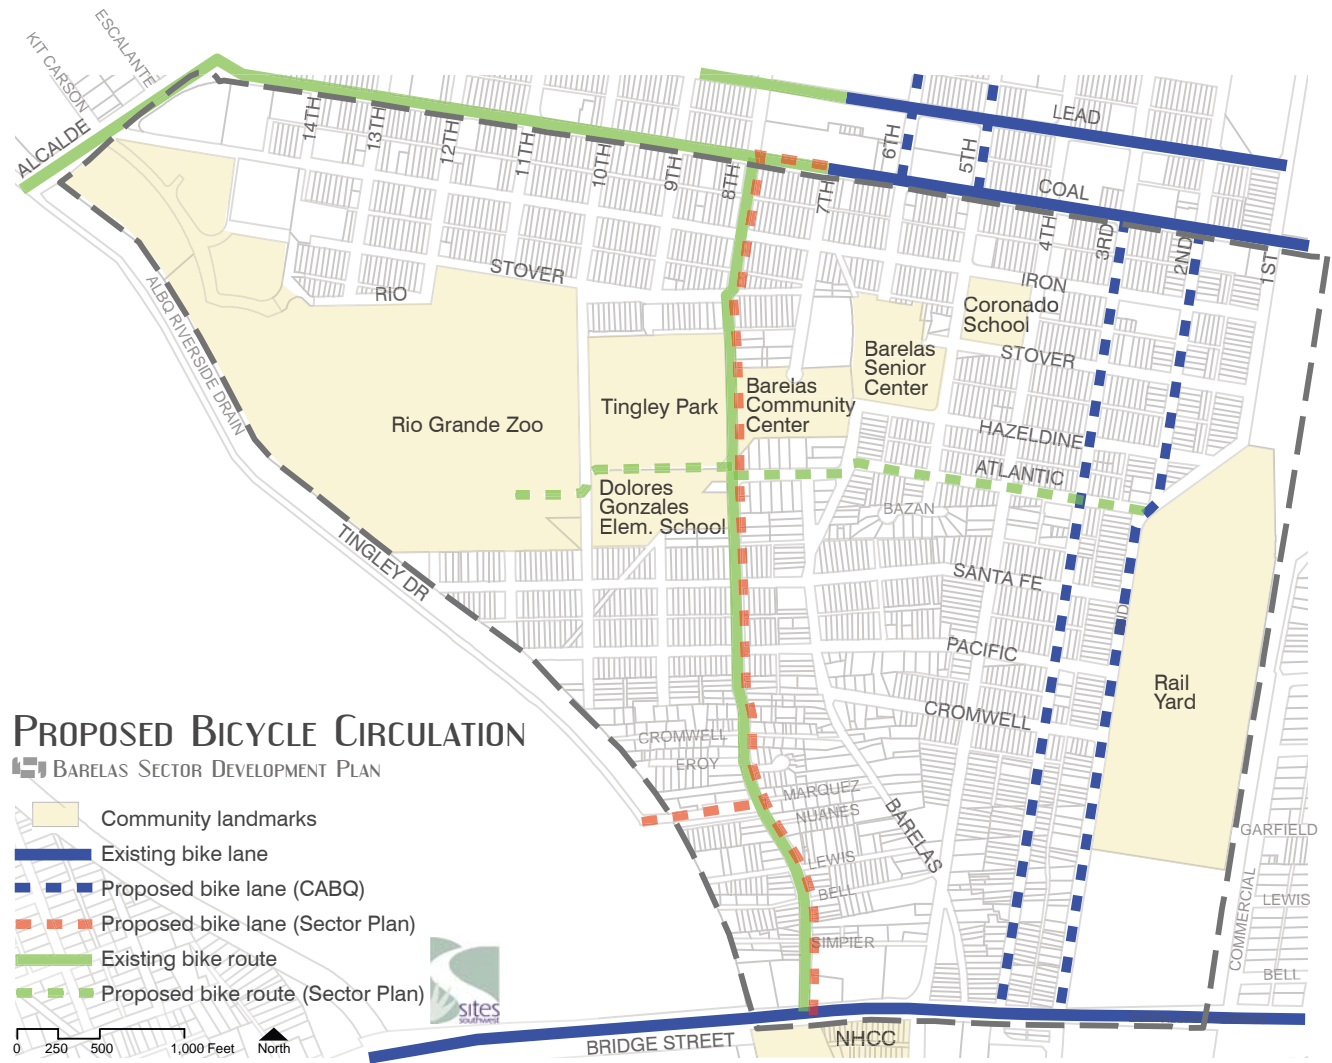 ESCALANTE
KIT CARSON
ALCALDE
14TH
13TH
12TH
11TH
10TH
9TH
8TH
7TH
6TH
5TH
LEAD
COAL
4TH
3RD
2ND
1ST
IRON
STOVER
RIO
Coronado
School
STOVER
ALBQ RIVERSIDE DRAIN
Barelas
Senior
Center
Rio Grande Zoo
Tingley Park
Barelas
Community
Center
HAZELDINE
ATLANTIC
Dolores
Gonzales
Elem. School
BAZAN
TINGLEY DR
SANTA FE
PACIFIC
Rail
Yard
CROMWELL
CROMWELL
EROY
MARQUEZ
NUANES
BARELAS
LEWIS
BELL
SIMPIER
GARFIELD
LEWIS
COMMERCIAL
BELL
PROPOSED BICYCLE CIRCULATION
BARELAS SECTOR DEVELOPMENT PLAN
Community landmarks
Existing bike lane
Proposed bike lane (CABQ)
Proposed bike lane (Sector Plan)
Existing bike route
Proposed bike route (Sector Plan)
sites
southwest
0 250 500 1,000 Feet North
BRIDGE STREET
NHCC